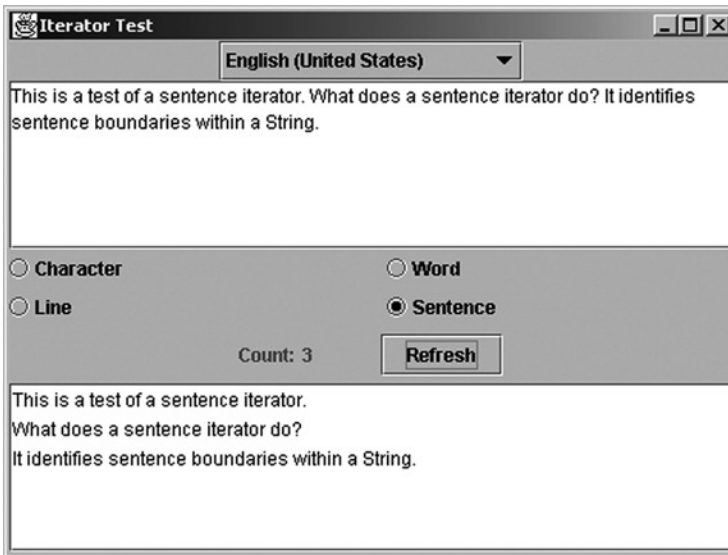 Iterator Test
English (United States)
This is a test of a sentence iterator. What does a sentence iterator do? It identifies
sentence boundaries within a String.
Character
Word
Line
Sentence
Count: 3
Refresh
This is a test of a sentence iterator.
What does a sentence iterator do?
It identifies sentence boundaries within a String.